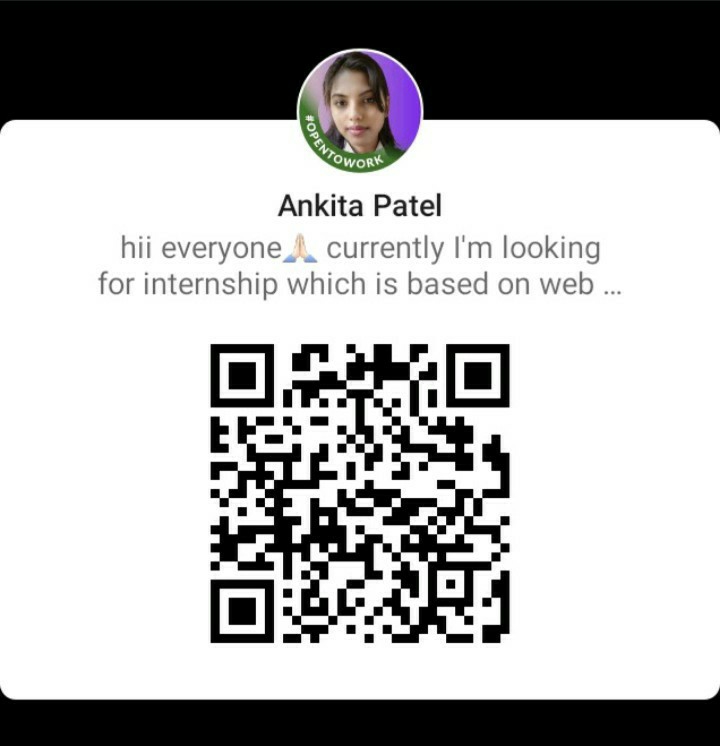 #OPENTOWORK
Ankita Patel
hii everyone🙏🏻 currently I'm looking
for internship which is based on web ...